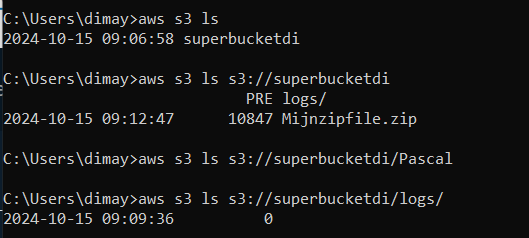 C:\Users\dimay>aws s3 ls
2024-10-15 09:06:58 superbucketdi
C:\Users\dimay>aws s3 ls s3://superbucketdi
PRE logs/
2024-10-15 09:12:47 10847 Mijnzipfile.zip
C:\Users\dimay>aws s3 ls s3://superbucketdi/Pascal
C:\Users\dimay>aws s3 ls s3://superbucketdi/logs/
2024-10-15 09:09:36 0